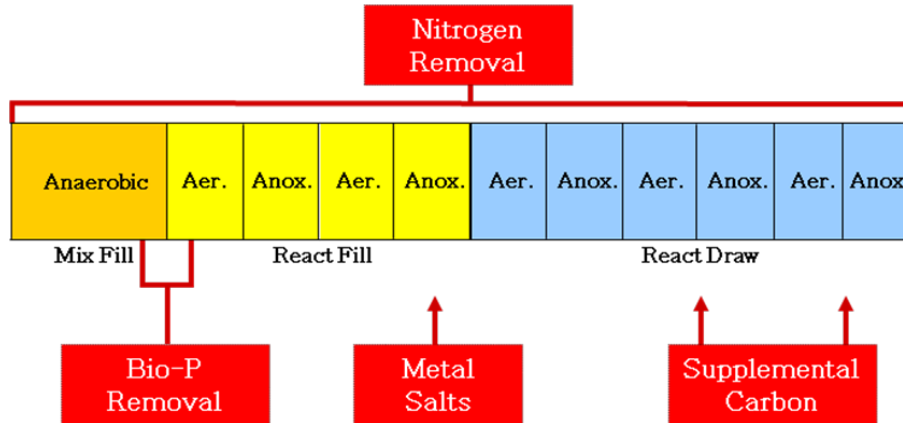 Nitrogen
Removal
Anaerobic Aer. Anox. Aer. Anox. Aer. Anox. Aer. Anox. Aer. Anox
Mix Fill React Fill React Draw
Bio-P
Removal
Metal
Salts
Supplemental
Carbon